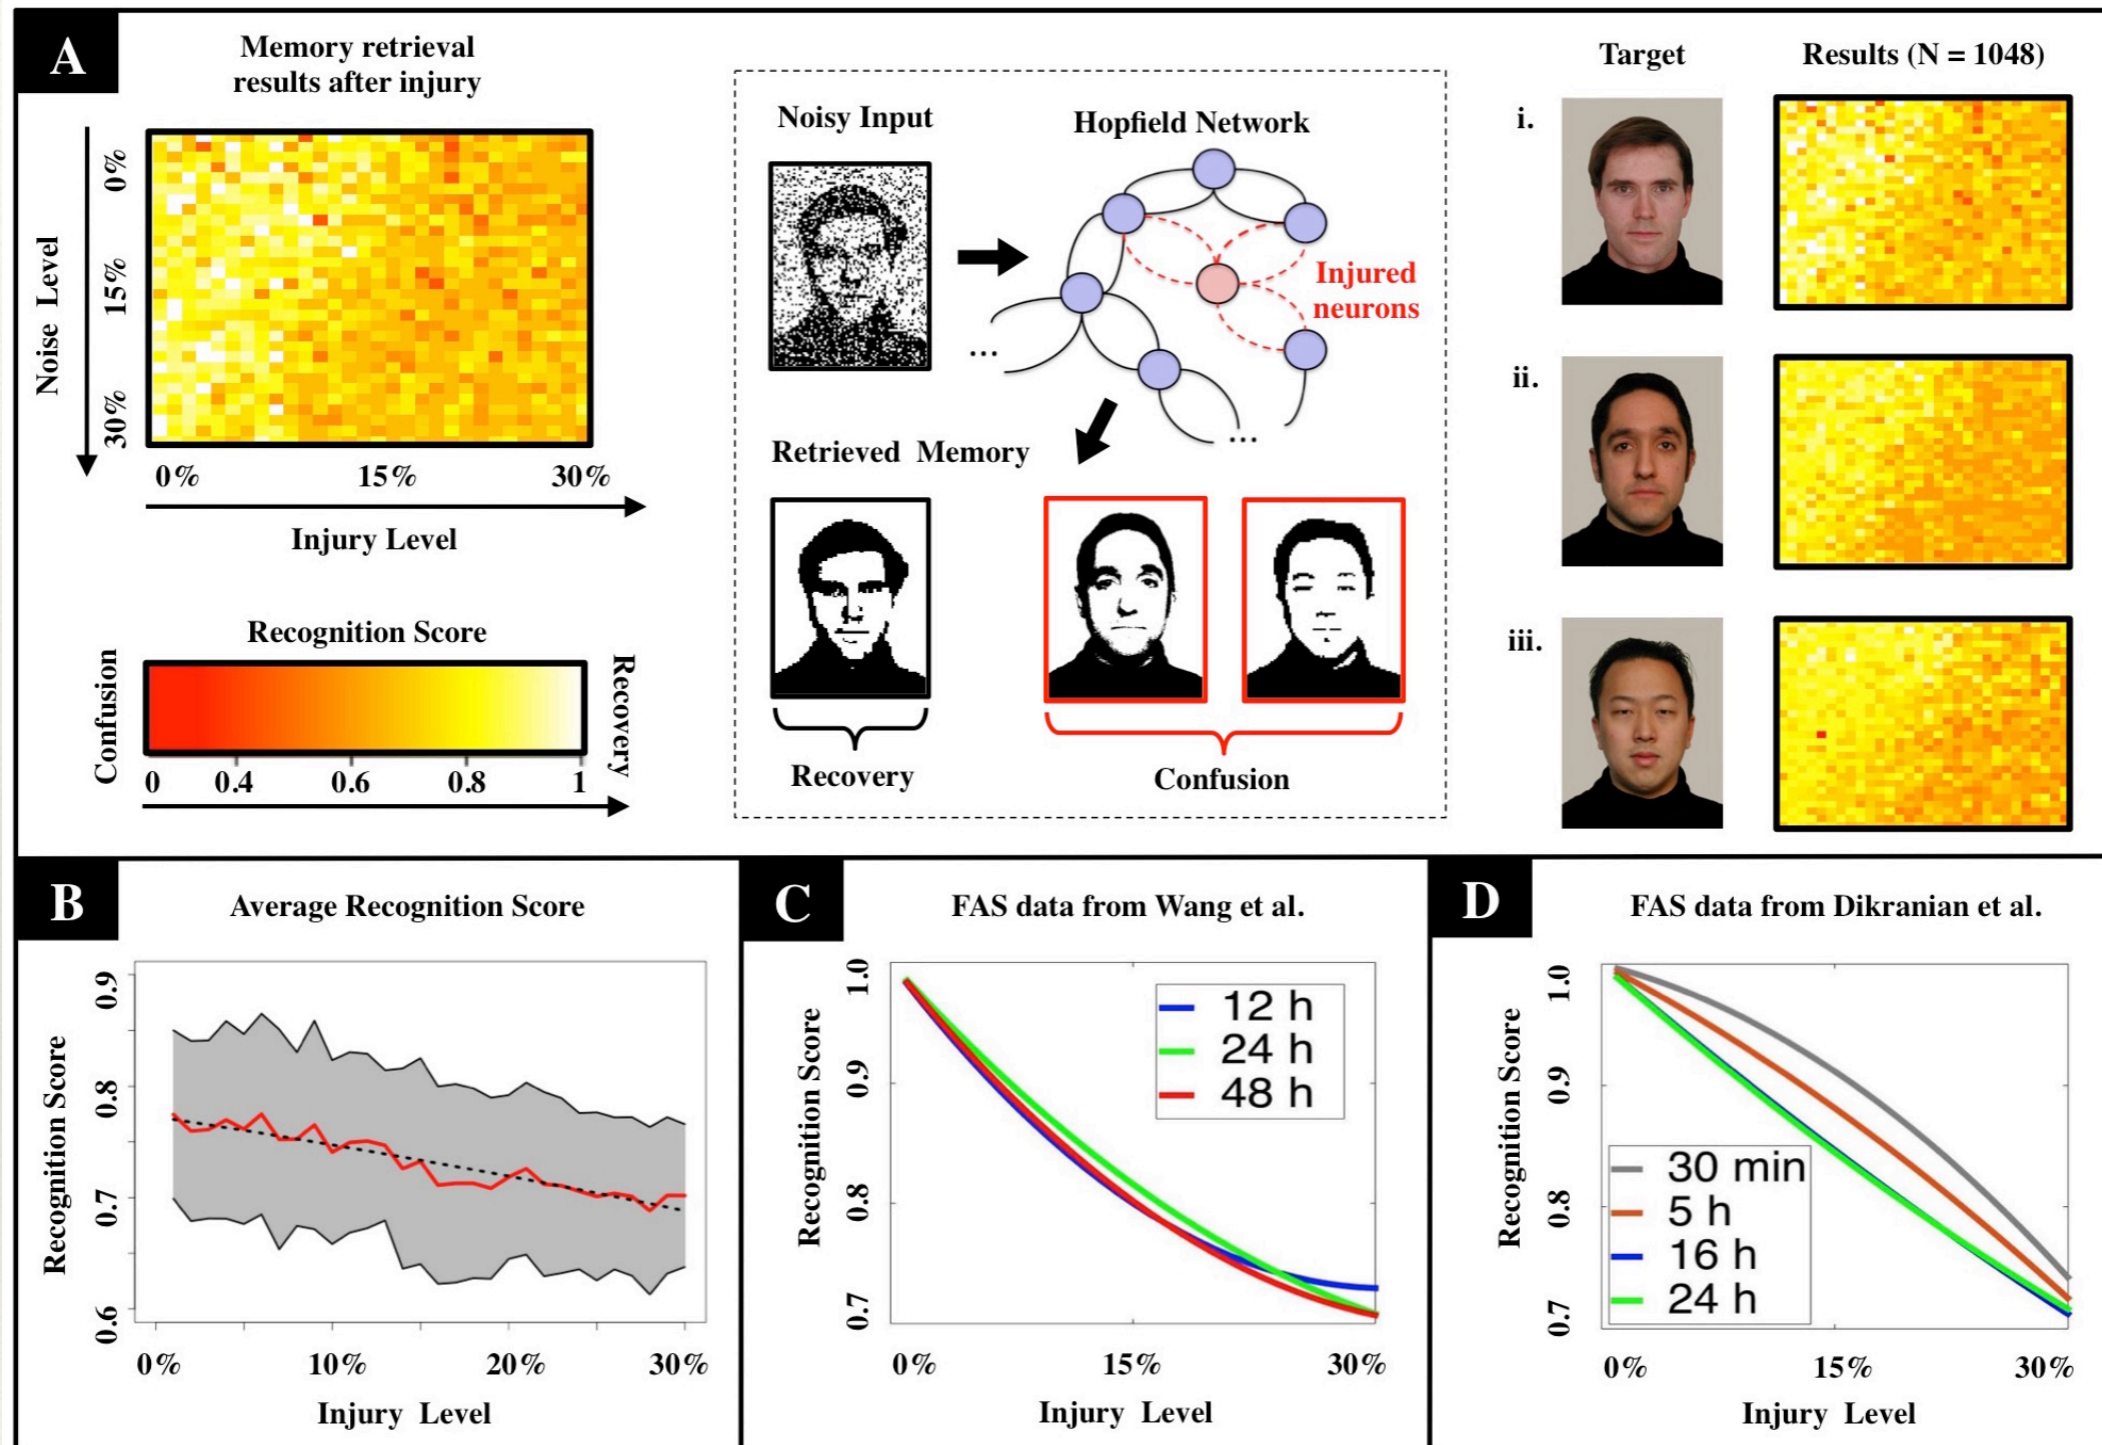 A
Memory retrieval
results after injury
Noise Level
0%
15%
30%
0%
15%
30%
Injury Level
Recognition Score
Confusion
Recovery
0
0.4
0.6
0.8
1
Noisy Input
Hopfield Network
Injured
neurons
...
...
Retrieved Memory
Recovery
Confusion
Target
Results (N = 1048)
i.
ii.
iii.
B
Average Recognition Score
Recognition Score
0.9
0.8
0.7
0.6
0%
10%
20%
30%
Injury Level
C
FAS data from Wang et al.
Recognition Score
1.0
0.9
0.8
0.7
12 h
24 h
48 h
0%
15%
30%
Injury Level
D
FAS data from Dikranian et al.
Recognition Score
1.0
0.9
0.8
0.7
30 min
5 h
16 h
24 h
0%
15%
30%
Injury Level